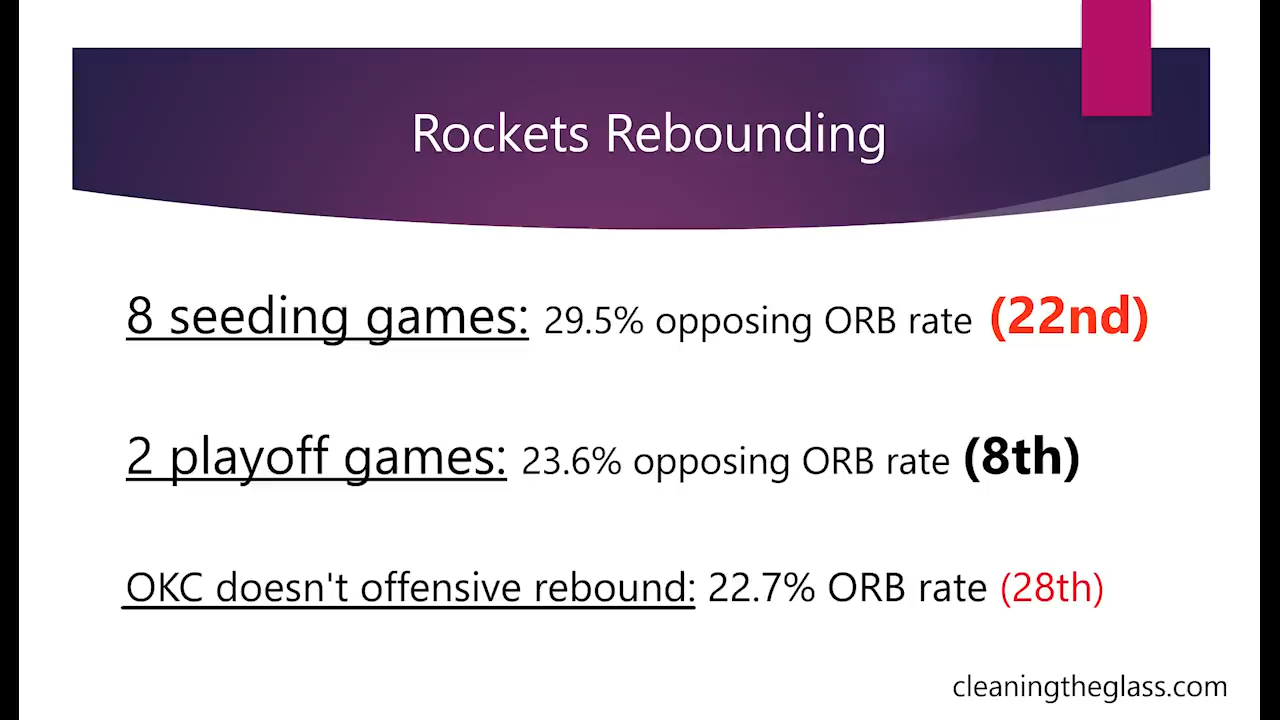 Rockets Rebounding
8 seeding games: 29.5% opposing ORB rate (22nd)
2 playoff games: 23.6% opposing ORB rate (8th)
OKC doesn't offensive rebound: 22.7% ORB rate (28th)
cleaningtheglass.com